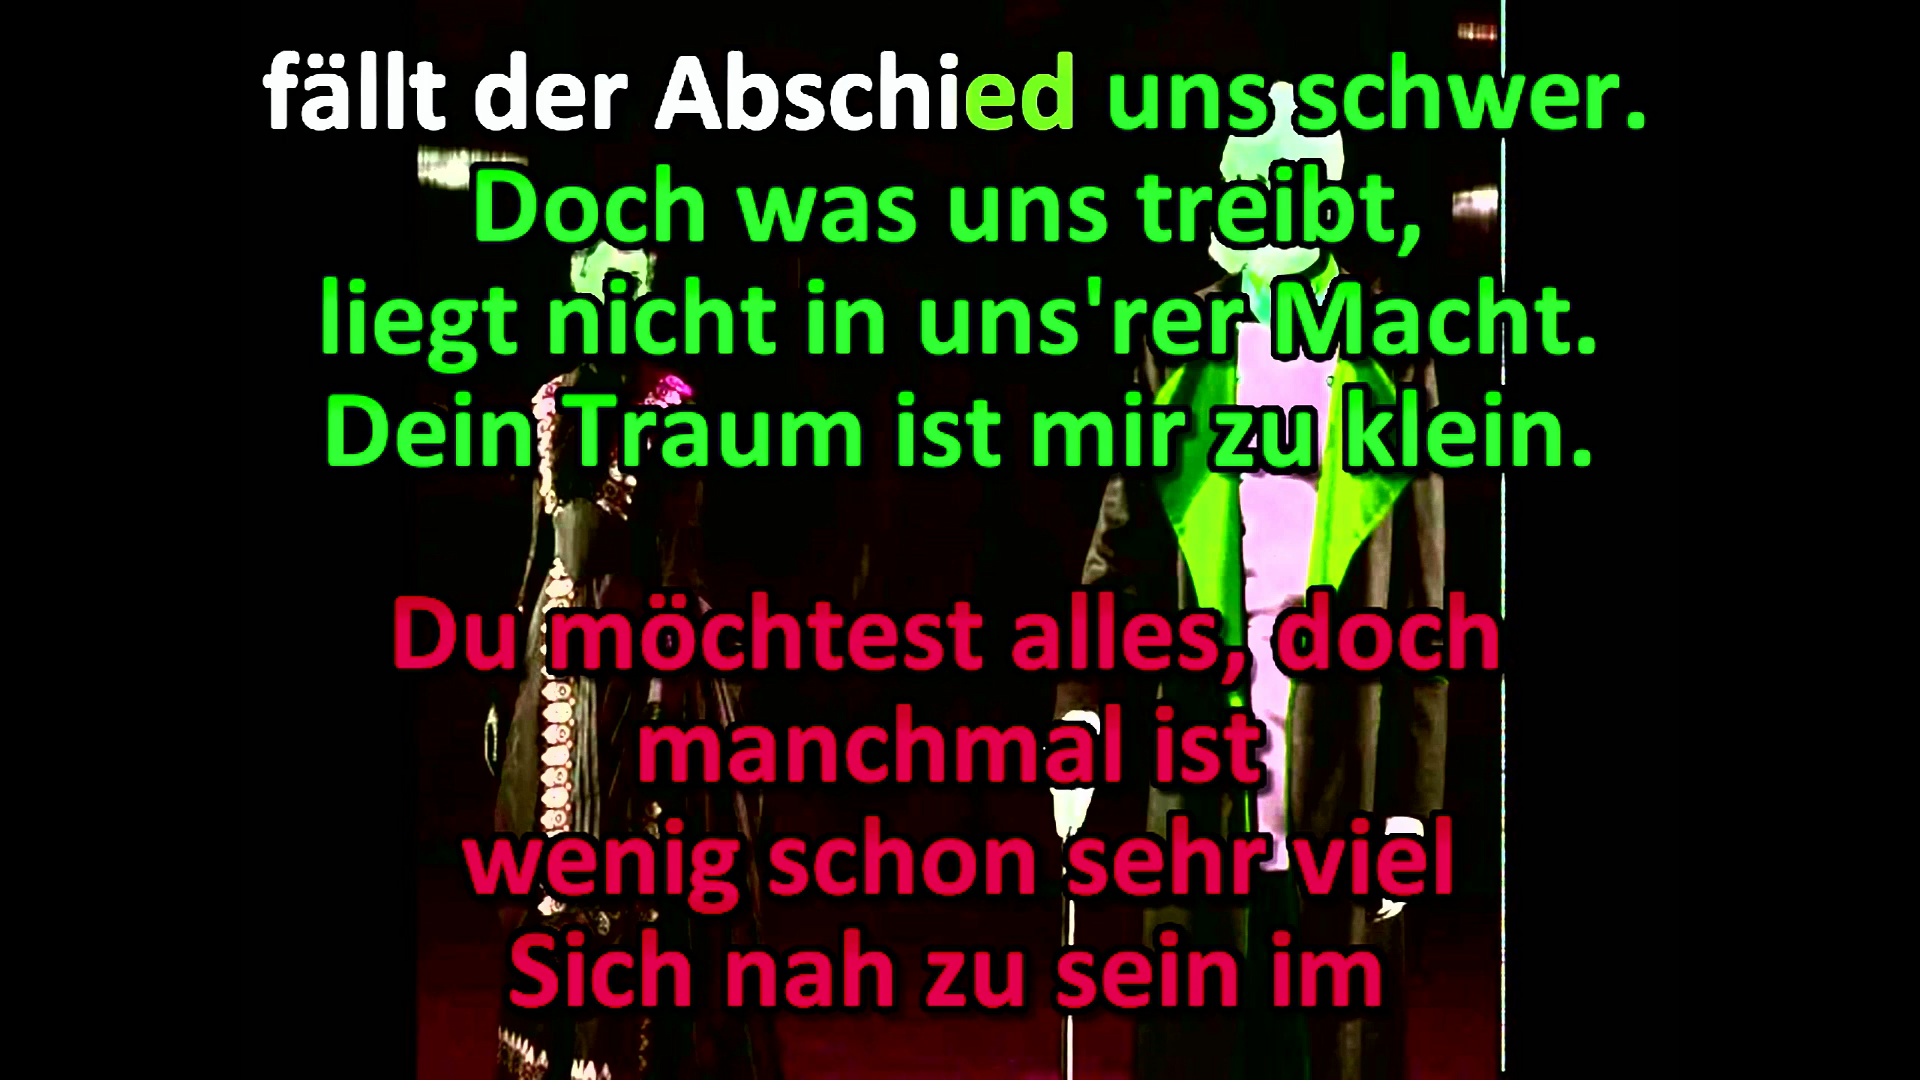 fällt der Abschied uns schwer.
Doch was uns treibt,
liegt nicht in uns'rer Macht.
Dein Traum ist mir zu klein.
Du möchtest alles, doch
manchmal ist
wenig schon sehr viel
Sich nah zu sein im